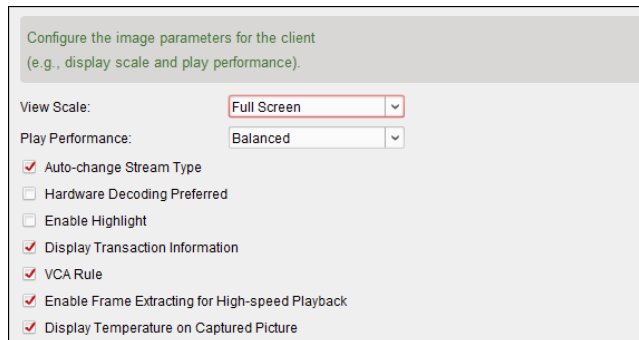 Configure the image parameters for the client
(e.g., display scale and play performance).
View Scale: Full Screen
Play Performance: Balanced
Auto-change Stream Type
Hardware Decoding Preferred
Enable Highlight
Display Transaction Information
VCA Rule
Enable Frame Extracting for High-speed Playback
Display Temperature on Captured Picture